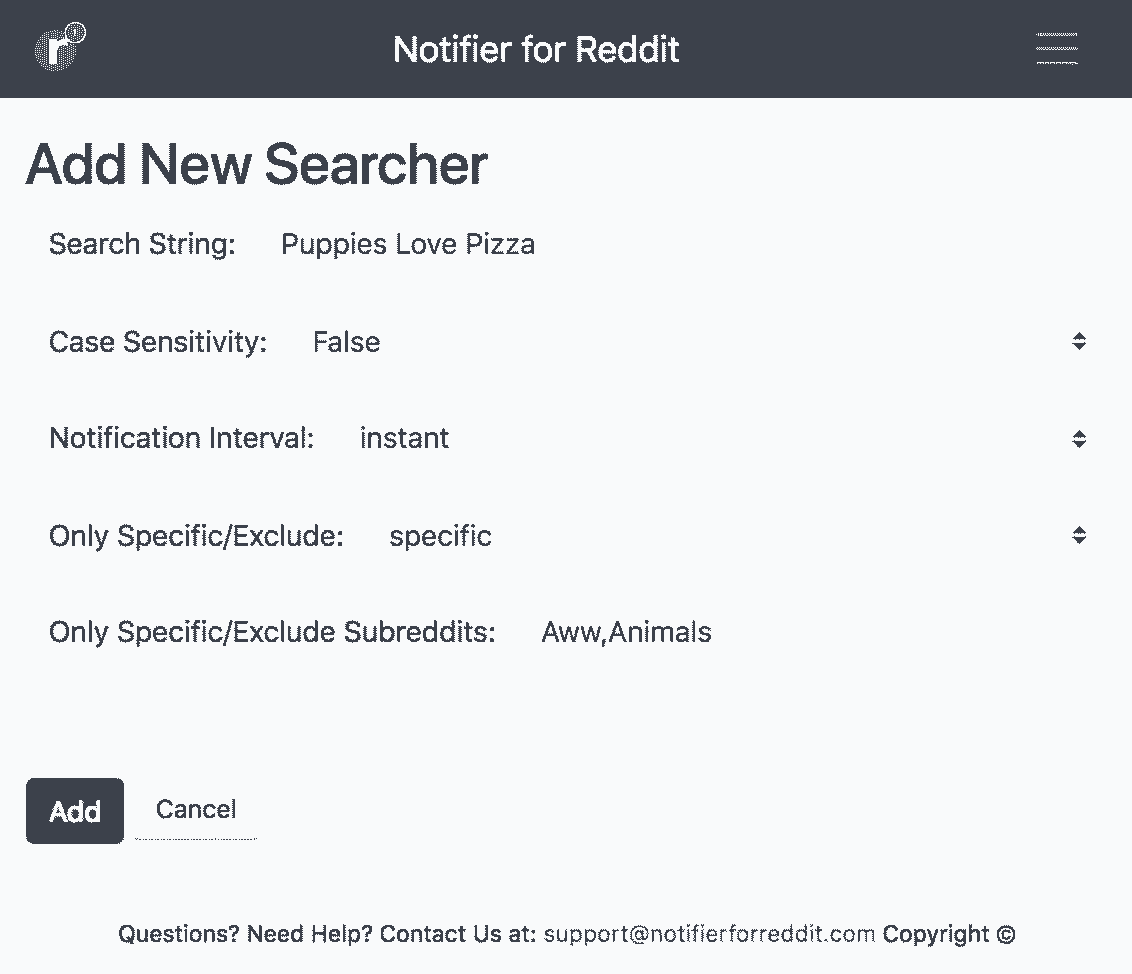 r
Notifier for Reddit
Add New Searcher
Search String: Puppies Love Pizza
Case Sensitivity: False
Notification Interval: instant
Only Specific/Exclude: specific
Only Specific/Exclude Subreddits: Aww,Animals
Add Cancel
Questions? Need Help? Contact Us at: support@notifierforreddit.com Copyright ©